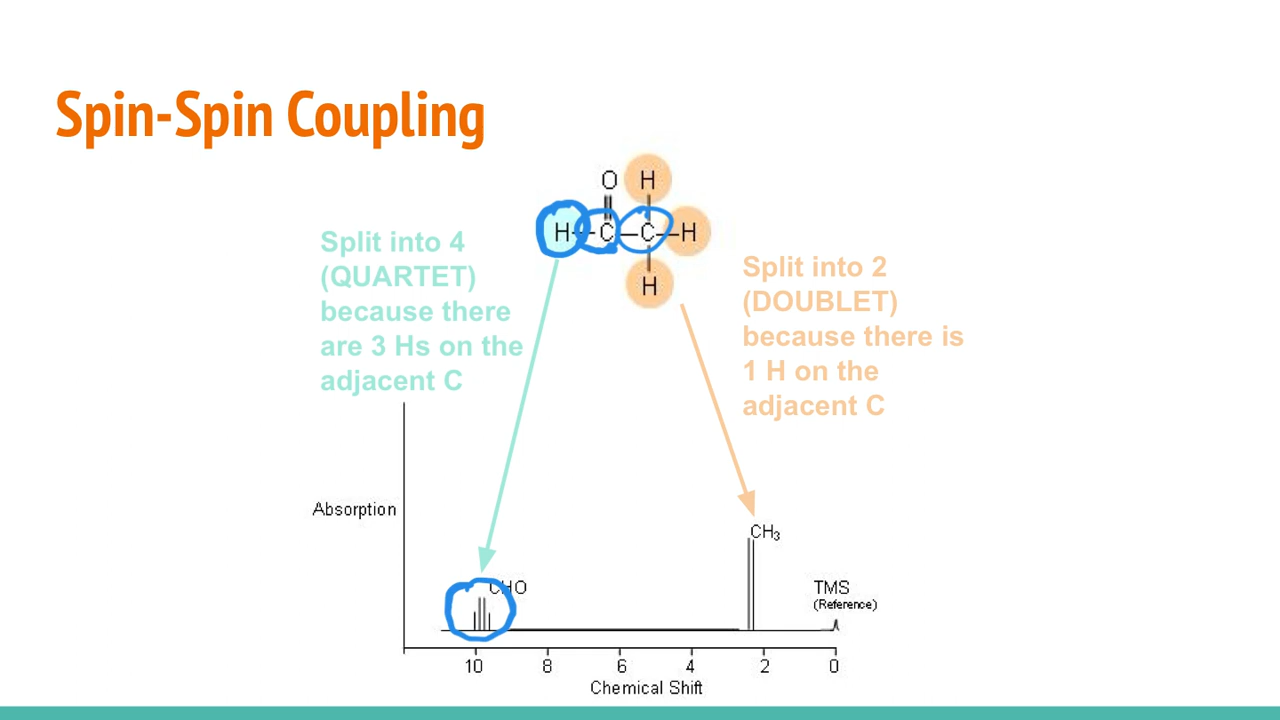 Spin-Spin Coupling
O H
H C C H
H
Split into 4
(QUARTET)
because there
are 3 Hs on the
adjacent C
Split into 2
(DOUBLET)
because there is
1 H on the
adjacent C
Absorption
CH₃
CHO
TMS
(Reference)
10 8 6 4 2 0
Chemical Shift